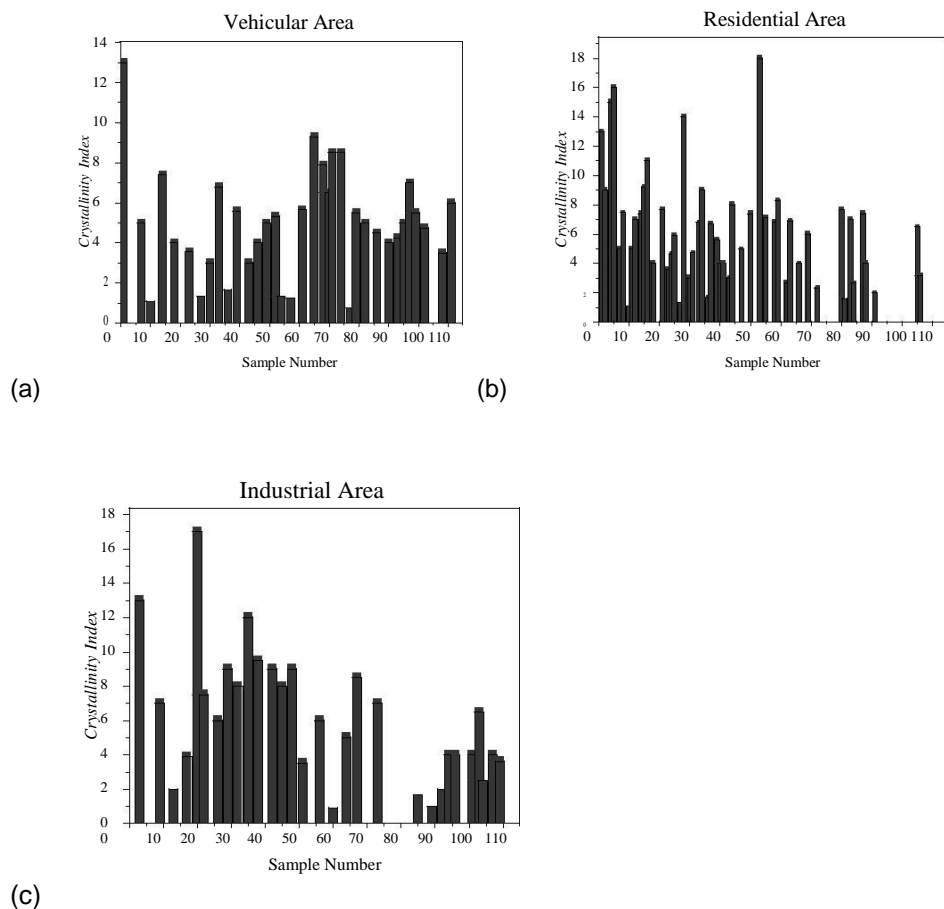 Vehicular Area
14
12
10
8
6
4
2
0
Crystallinity Index
0 10 20 30 40 50 60 70 80 90 100 110
Sample Number
(a)
Residential Area
18
16
14
12
10
8
6
4
2
0
Crystallinity Index
0 10 20 30 40 50 60 70 80 90 100 110
Sample Number
(b)
Industrial Area
18
16
14
12
10
8
6
4
2
0
Crystallinity Index
0 10 20 30 40 50 60 70 80 90 100 110
Sample Number
(c)